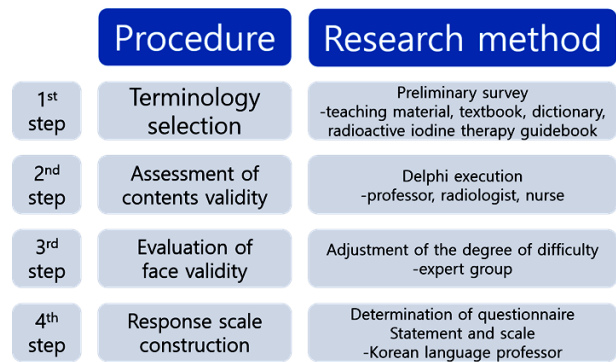 Procedure
Research method
1st
step
Terminology
selection
Preliminary survey
-teaching material, textbook, dictionary,
radioactive iodine therapy guidebook
2nd
step
Assessment of
contents validity
Delphi execution
-professor, radiologist, nurse
3rd
step
Evaluation of
face validity
Adjustment of the degree of difficulty
-expert group
4th
step
Response scale
construction
Determination of questionnaire
Statement and scale
-Korean language professor